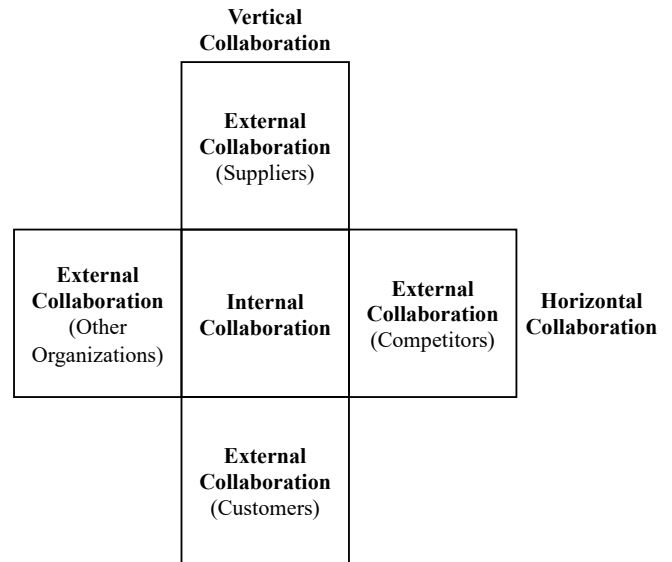 Vertical
Collaboration
External
Collaboration
(Suppliers)
External
Collaboration
(Other
Organizations)
Internal
Collaboration
External
Collaboration
(Competitors)
Horizontal
Collaboration
External
Collaboration
(Customers)